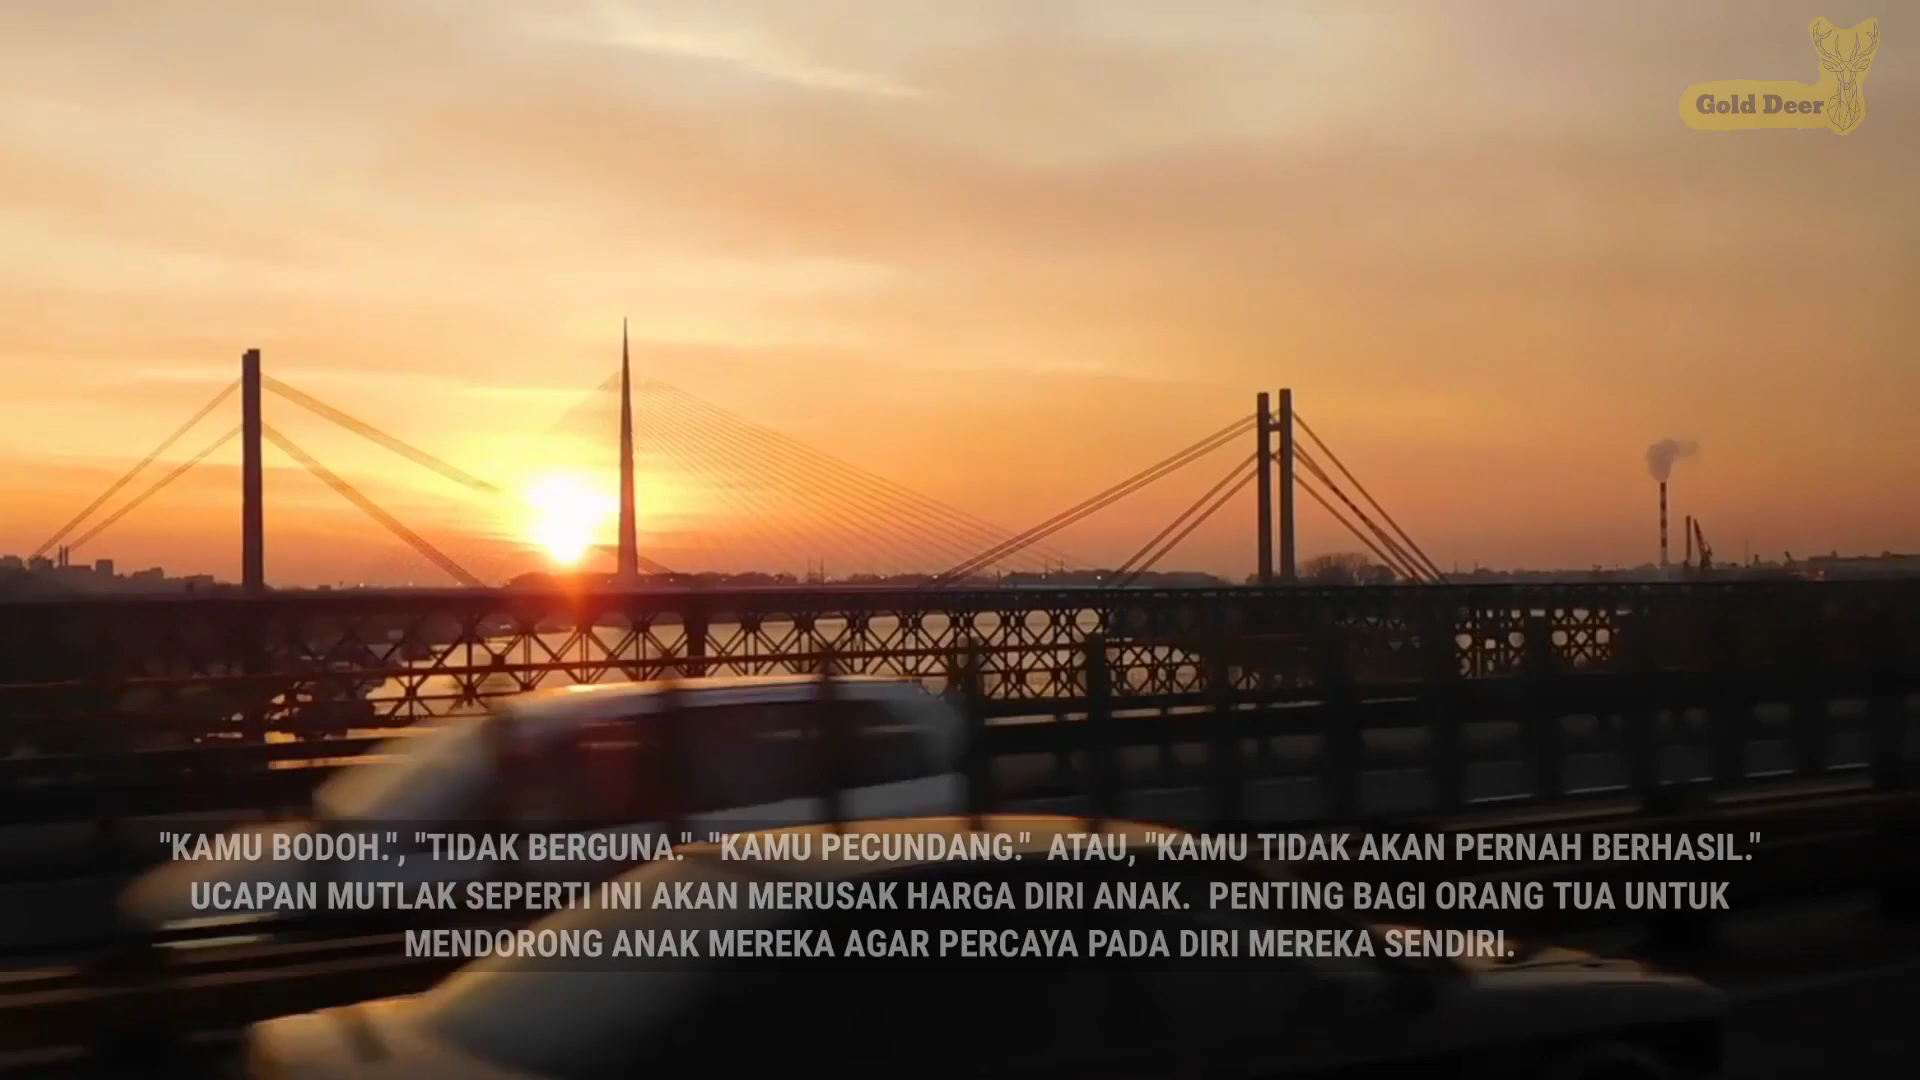 Gold Deer
"KAMU BODOH.", "TIDAK BERGUNA."  "KAMU PECUNDANG."  ATAU, "KAMU TIDAK AKAN PERNAH BERHASIL."
UCAPAN MUTLAK SEPERTI INI AKAN MERUSAK HARGA DIRI ANAK.  PENTING BAGI ORANG TUA UNTUK
MENDORONG ANAK MEREKA AGAR PERCAYA PADA DIRI MEREKA SENDIRI.